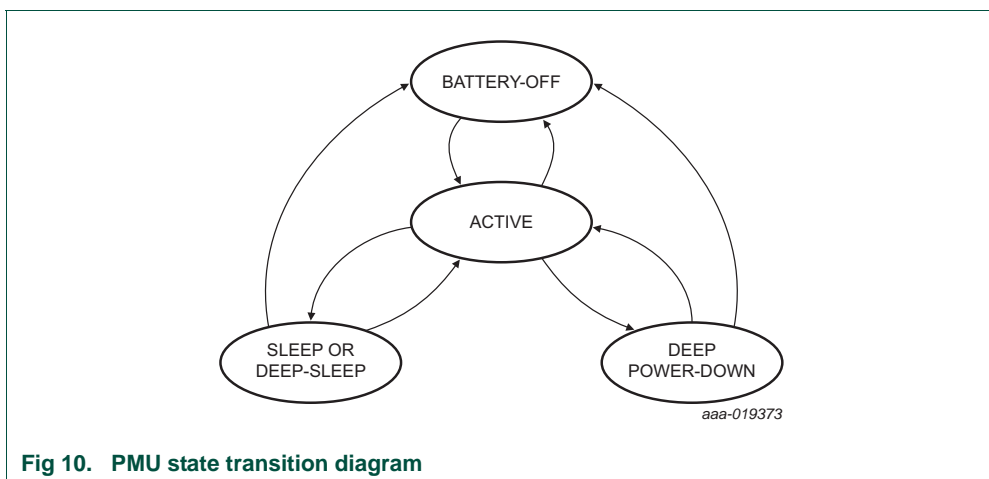 BATTERY-OFF
ACTIVE
SLEEP OR
DEEP-SLEEP
DEEP
POWER-DOWN
aaa-019373
Fig 10. PMU state transition diagram